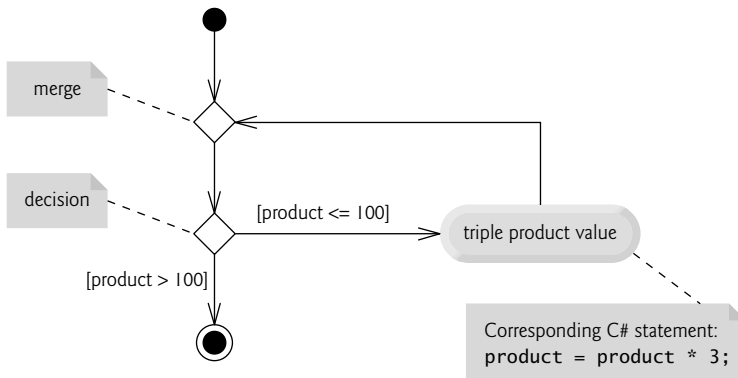 merge
decision
[product <= 100]
triple product value
[product > 100]
Corresponding C# statement:
product = product * 3;